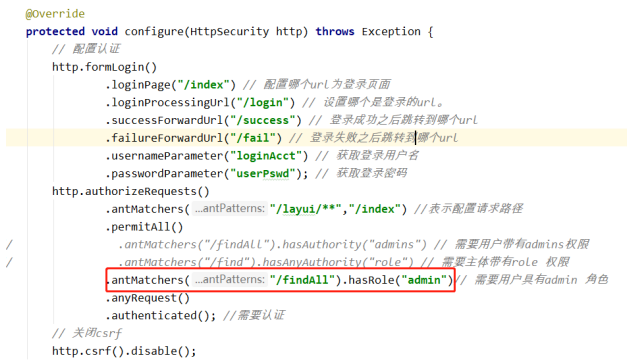 @Override
protected void configure(HttpSecurity http) throws Exception {
// 配置认证
http.formLogin()
.loginPage("/index") // 配置哪个url为登录页面
.loginProcessingUrl("/login") // 设置哪个是登录的url。
.successForwardUrl("/success") // 登录成功之后跳转到哪个url
.failureForwardUrl("/fail") // 登录失败之后跳转到哪个url
.usernameParameter("loginAcct") // 获取登录用户名
.passwordParameter("userPswd"); // 获取登录密码
http.authorizeRequests()
.antMatchers( ...antPatterns: "/layui/**","/index") //表示配置请求路径
.permitAll()
/ .antMatchers("/findAll").hasAuthority("admins") // 需要用户带有admins权限
/ .antMatchers("/find").hasAnyAuthority("role") // 需要主体带有role 权限
.antMatchers( ...antPatterns: "/findAll").hasRole("admin")// 需要用户具有admin 角色
.anyRequest()
.authenticated(); //需要认证
// 关闭csrf
http.csrf().disable();